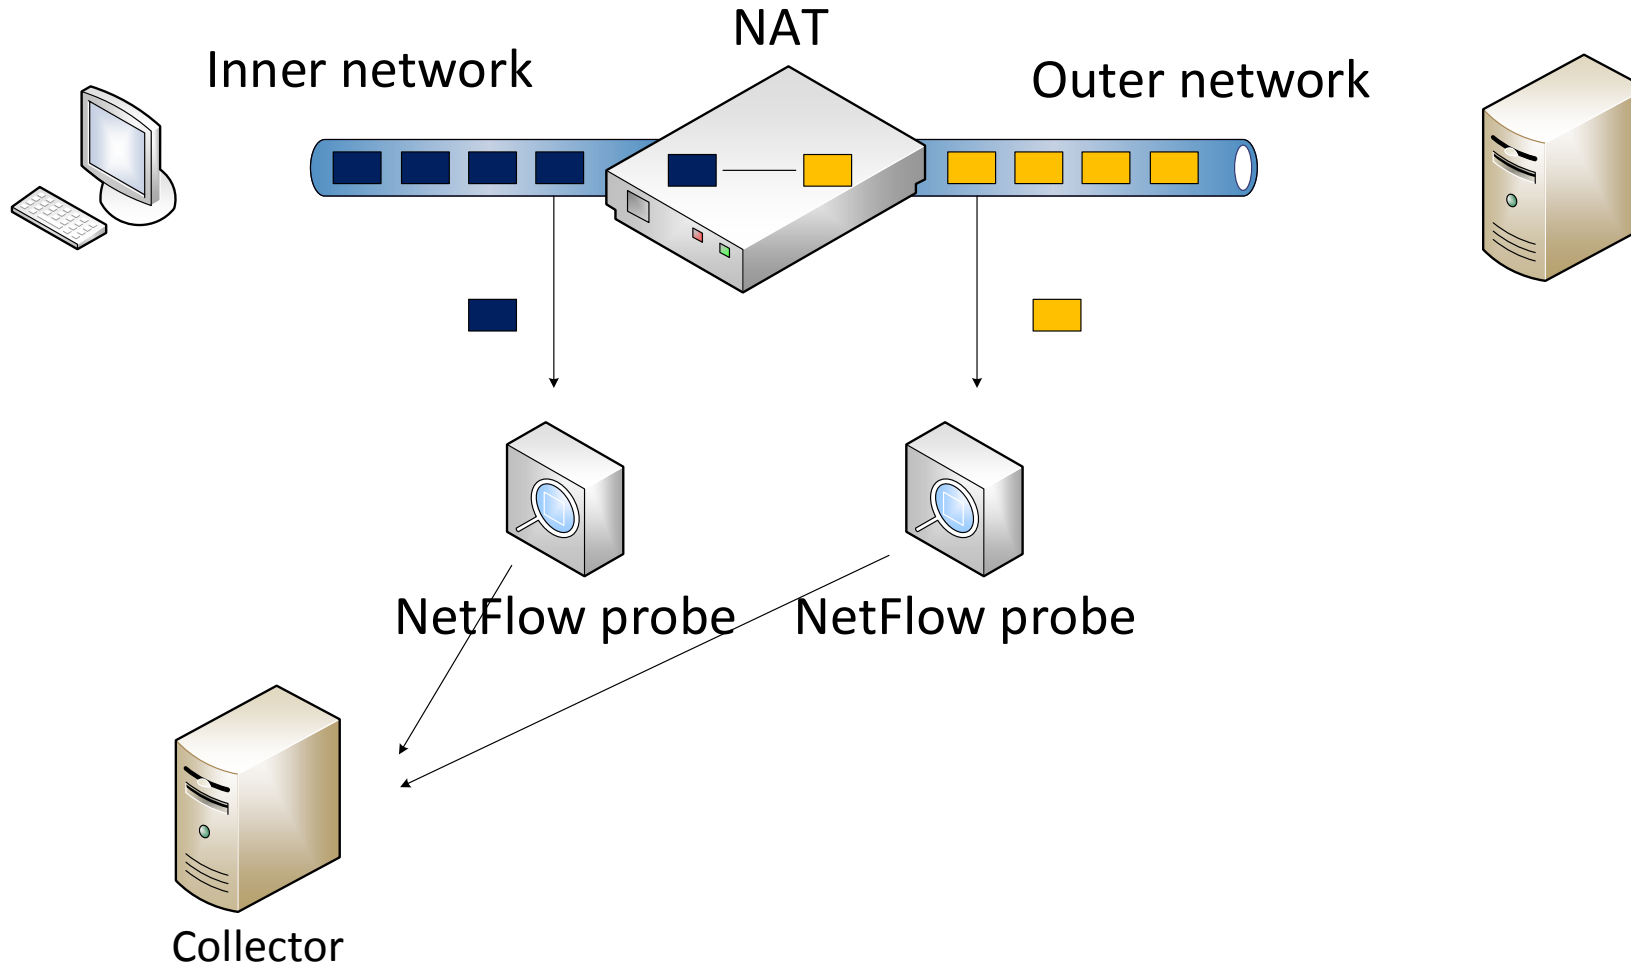 NAT
Inner network
Outer network
NetFlow probe
NetFlow probe
Collector